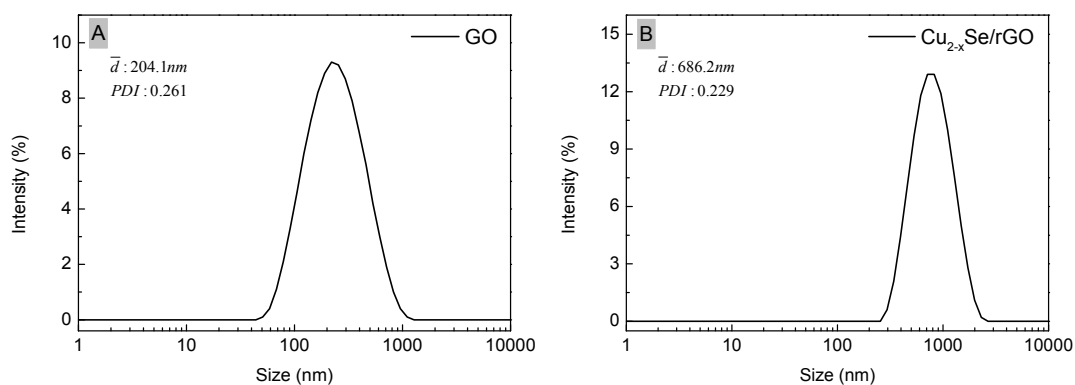 A
GO
d̅ : 204.1nm
PDI : 0.261
10
8
6
4
2
0
Intensity (%)
1
10
100
1000
10000
Size (nm)
B
Cu₂₋ₓSe/rGO
d̅ : 686.2nm
PDI : 0.229
15
12
9
6
3
0
Intensity (%)
1
10
100
1000
10000
Size (nm)